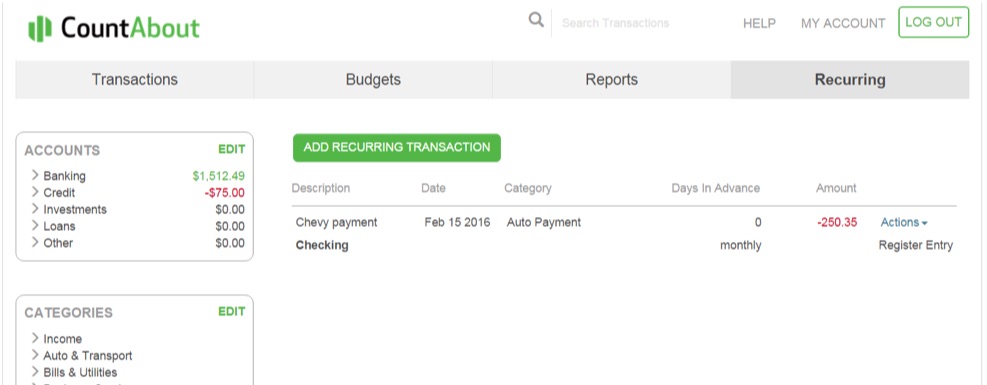 CountAbout
Search Transactions
HELP
MY ACCOUNT
LOG OUT
Transactions
Budgets
Reports
Recurring
ACCOUNTS EDIT
Banking $1,512.49
Credit -$75.00
Investments $0.00
Loans $0.00
Other $0.00
CATEGORIES EDIT
Income
Auto & Transport
Bills & Utilities
ADD RECURRING TRANSACTION
Description Date Category Days In Advance Amount
Chevy payment Feb 15 2016 Auto Payment 0 -250.35 Actions
Checking monthly Register Entry